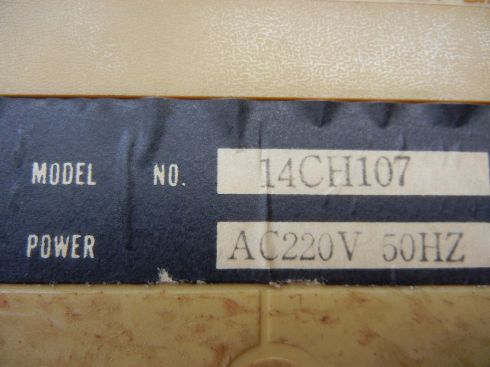 MODEL NO. 14CH107
POWER AC220V 50HZ